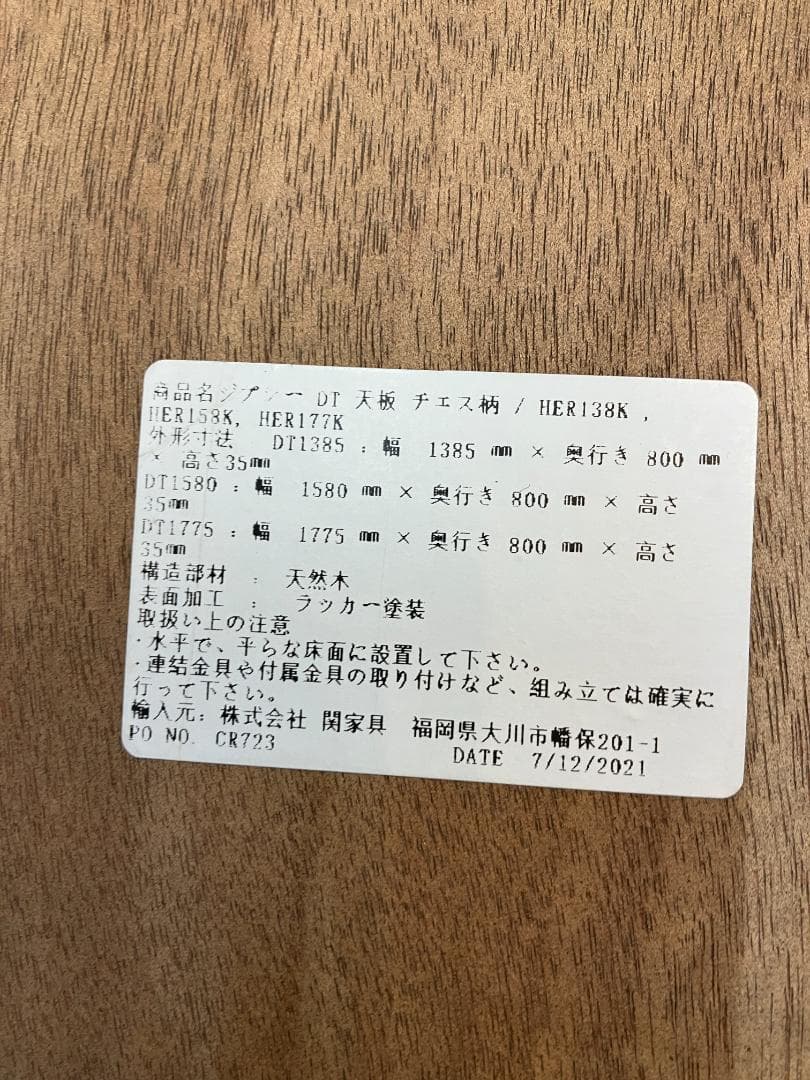 商品名ジプシー DT 天板 チェス柄 / HER138K ,
HER158K, HER177K
外形寸法 DT1385 : 幅 1385 mm × 奥行き 800 mm
× 高さ35mm
DT1580 : 幅 1580 mm × 奥行き 800 mm × 高さ
35mm
DT1775 : 幅 1775 mm × 奥行き 800 mm × 高さ
35mm
構造部材 : 天然木
表面加工 : ラッカー塗装
取扱い上の注意
・水平で、平らな床面に設置して下さい。
・連結金具や付属金具の取り付けなど、組み立ては確実に
行って下さい。
輸入元: 株式会社 関家具 福岡県大川市幡保201-1
PO NO. CR723 DATE 7/12/2021